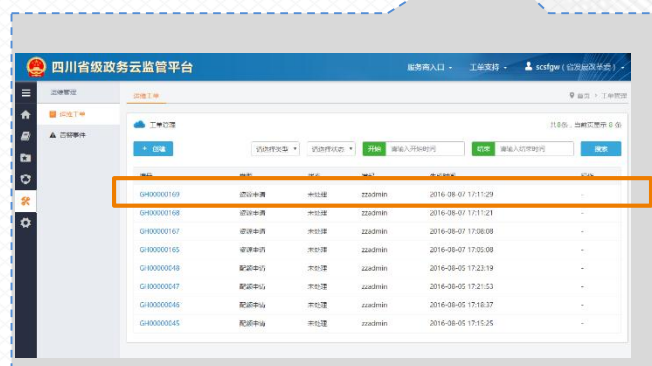 四川省级政务云监管平台 服务商入口 工单支持 scsfgw（省发展改革委）
运维管理
运维工单 首页 > 工单管理
运维工单
告警事件
工单管理 共8条，当前页显示 8 条
+ 创建 请选择类型 请选择状态 开始 请输入开始时间 结束 请输入结束时间 搜索
GH00000169 资源申请 未处理 zzadmin 2016-08-07 17:11:29 -
GH00000168 资源申请 未处理 zzadmin 2016-08-07 17:11:21 -
GH00000167 资源申请 未处理 zzadmin 2016-08-07 17:08:08 -
GH00000165 资源申请 未处理 zzadmin 2016-08-07 17:05:08 -
GH00000048 配额申请 未处理 zzadmin 2016-08-05 17:23:19 -
GH00000047 配额申请 未处理 zzadmin 2016-08-05 17:21:53 -
GH00000046 配额申请 未处理 zzadmin 2016-08-05 17:18:37 -
GH00000045 配额申请 未处理 zzadmin 2016-08-05 17:15:25 -